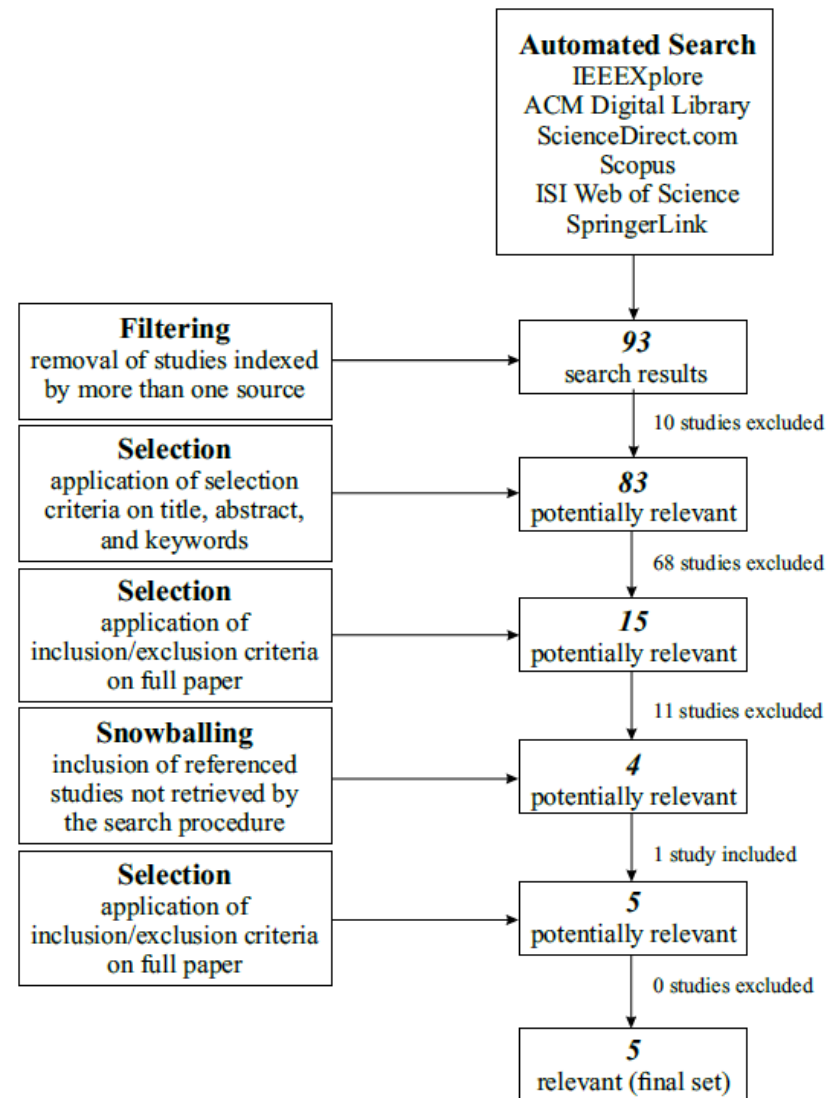 Automated Search
IEEEXplore
ACM Digital Library
ScienceDirect.com
Scopus
ISI Web of Science
SpringerLink
Filtering
removal of studies indexed
by more than one source
93
search results
10 studies excluded
Selection
application of selection
criteria on title, abstract,
and keywords
83
potentially relevant
68 studies excluded
Selection
application of
inclusion/exclusion criteria
on full paper
15
potentially relevant
11 studies excluded
Snowballing
inclusion of referenced
studies not retrieved by
the search procedure
4
potentially relevant
1 study included
Selection
application of
inclusion/exclusion criteria
on full paper
5
potentially relevant
0 studies excluded
5
relevant (final set)